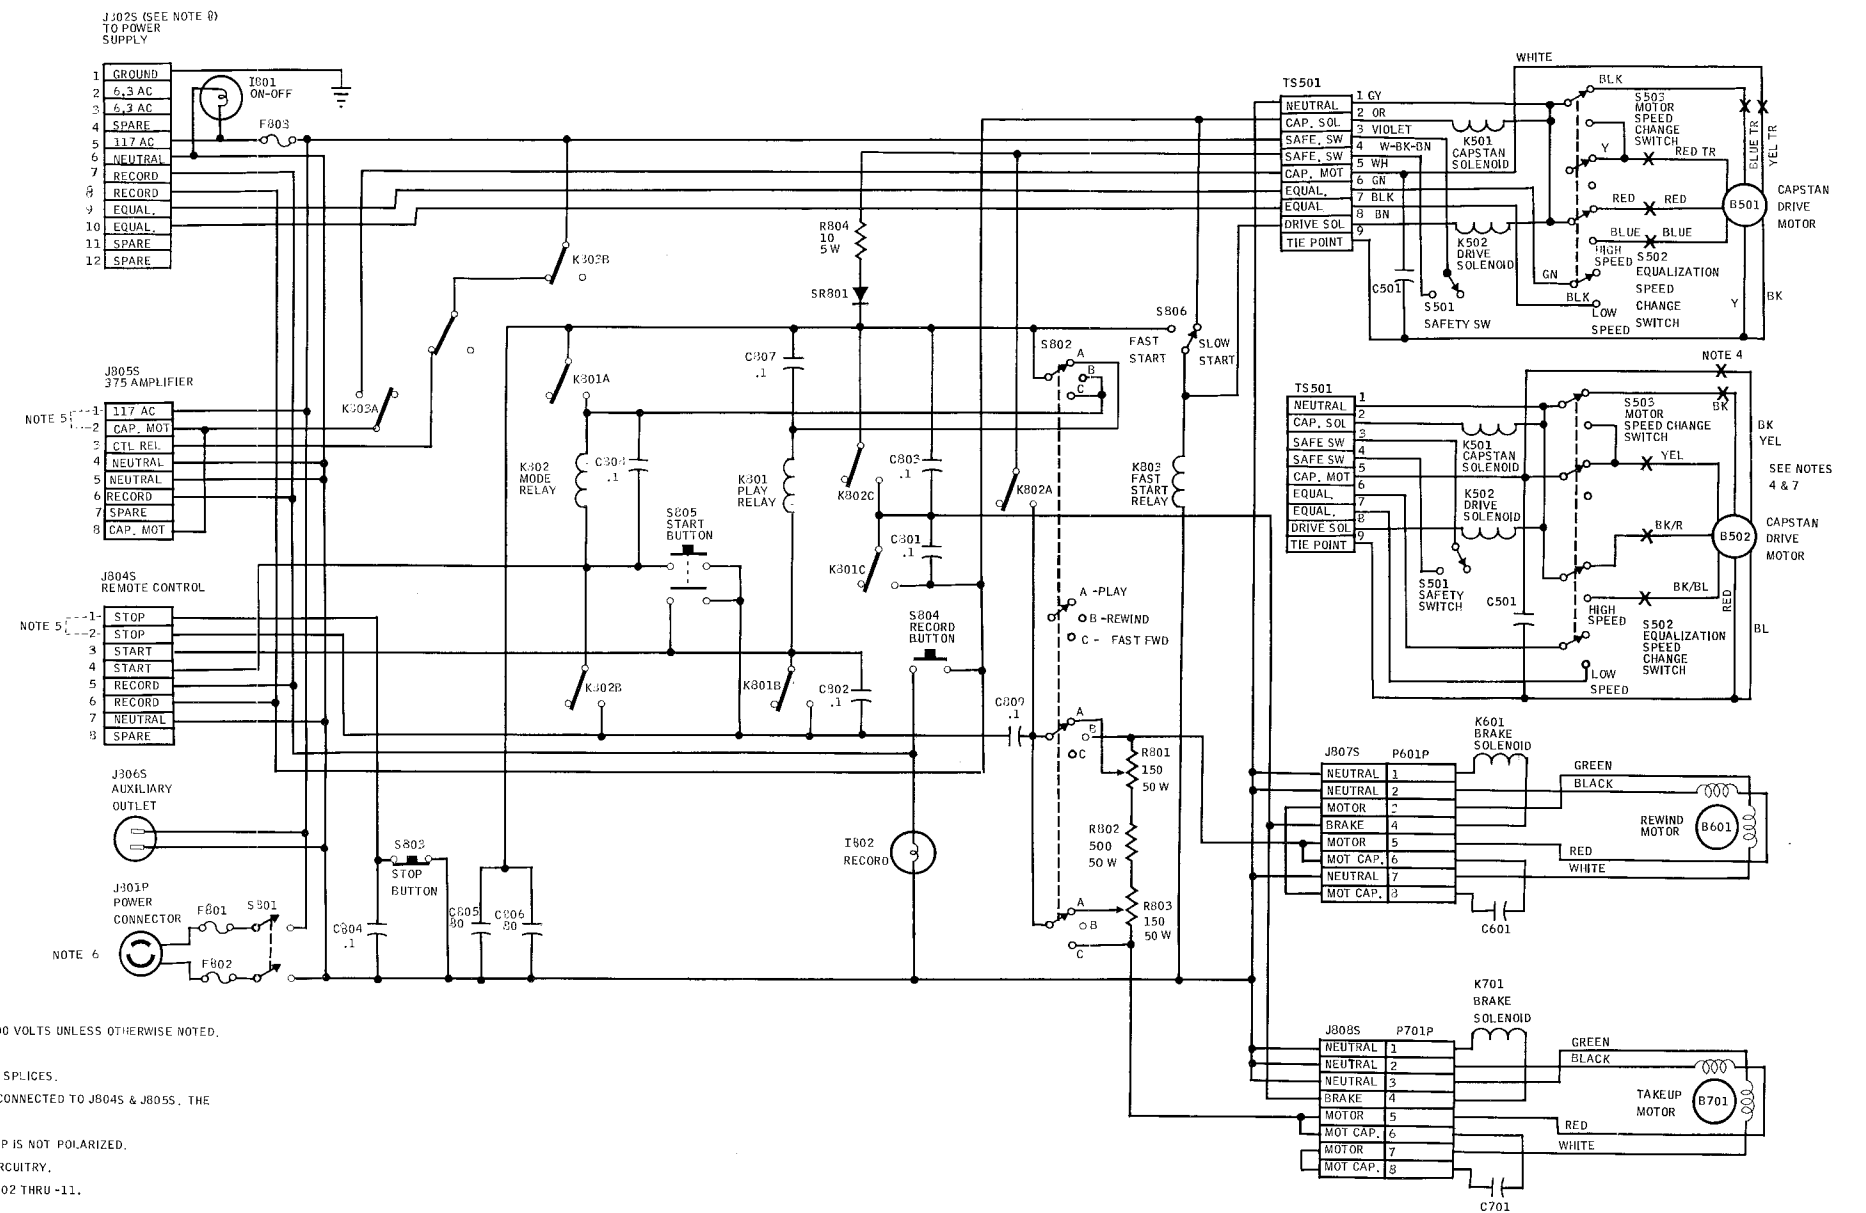 J302S (SEE NOTE 8)
TO POWER
SUPPLY
1 GROUND
2 6.3 AC
3 6.3 AC
4 SPARE
5 117 AC
6 NEUTRAL
7 RECORD
8 RECORD
9 EQUAL.
10 EQUAL.
11 SPARE
12 SPARE
I801
ON-OFF
F803
J805S
375 AMPLIFIER
NOTE 5
1 117 AC
2 CAP. MOT
3 CTL REL
4 NEUTRAL
5 NEUTRAL
6 RECORD
7 SPARE
8 CAP. MOT
J804S
REMOTE CONTROL
NOTE 5
1 STOP
2 STOP
3 START
4 START
5 RECORD
6 RECORD
7 NEUTRAL
8 SPARE
J306S
AUXILIARY
OUTLET
J801P
POWER
CONNECTOR
NOTE 6
F801
S801
F802
K803B
K803A
R804
10
5W
SR801
C807
.1
K801A
K802
MODE
RELAY
C808
.1
K801
PLAY
RELAY
S805
START
BUTTON
K802C
C803
.1
C801
.1
K801C
K802A
K802B
K801B
C802
.1
S804
RECORD
BUTTON
S803
STOP
BUTTON
C804
.1
C805
80
C806
80
I802
RECORD
C809
.1
S802
A
B
C
A -PLAY
B -REWIND
C - FAST FWD
A
B
C
A
B
C
R801
150
50W
R802
500
50W
R803
150
50W
S806
FAST
START
SLOW
START
K803
FAST
START
RELAY
TS501
NEUTRAL 1 GY
CAP. SOL 2 OR
SAFE. SW 3 VIOLET
SAFE. SW 4 W-BK-BN
CAP. MOT 5 WH
EQUAL. 6 GN
EQUAL 7 BLK
DRIVE SOL 8 BN
TIE POINT 9
WHITE
BLK
K501
CAPSTAN
SOLENOID
K502
DRIVE
SOLENOID
C501
S501
SAFETY SW
S503
MOTOR
SPEED
CHANGE
SWITCH
Y
RED TR
RED
RED
BLUE
BLUE
BLUE TR
YEL TR
HIGH
SPEED
S502
EQUALIZATION
SPEED
CHANGE
SWITCH
GN
BLK
LOW
SPEED
Y
BK
B501
CAPSTAN
DRIVE
MOTOR
TS501
NEUTRAL 1
CAP. SOL 2
SAFE SW 3
SAFE SW 4
CAP. MOT 5
EQUAL. 6
EQUAL. 7
DRIVE SOL 8
TIE POINT 9
NOTE 4
BK
S503
MOTOR
SPEED CHANGE
SWITCH
K501
CAPSTAN
SOLENOID
K502
DRIVE
SOLENOID
YEL
BK
YEL
SEE NOTES
4 & 7
BK/R
B502
CAPSTAN
DRIVE
MOTOR
BK/BL
S501
SAFETY
SWITCH
C501
HIGH
SPEED
S502
EQUALIZATION
SPEED
CHANGE
SWITCH
LOW
SPEED
RED
BL
K601
BRAKE
SOLENOID
J807S P601P
NEUTRAL 1
NEUTRAL 2
MOTOR 3
BRAKE 4
MOTOR 5
MOT CAP. 6
NEUTRAL 7
MOT CAP. 8
GREEN
BLACK
RED
WHITE
REWIND
MOTOR
B601
C601
K701
BRAKE
SOLENOID
J808S P701P
NEUTRAL 1
NEUTRAL 2
NEUTRAL 3
BRAKE 4
MOTOR 5
MOT CAP. 6
MOTOR 7
MOT CAP. 8
GREEN
BLACK
RED
WHITE
TAKEUP
MOTOR
B701
C701
00 VOLTS UNLESS OTHERWISE NOTED.
SPLICES.
CONNECTED TO J804S & J805S. THE
P IS NOT POLARIZED.
RCUITRY.
02 THRU -11.